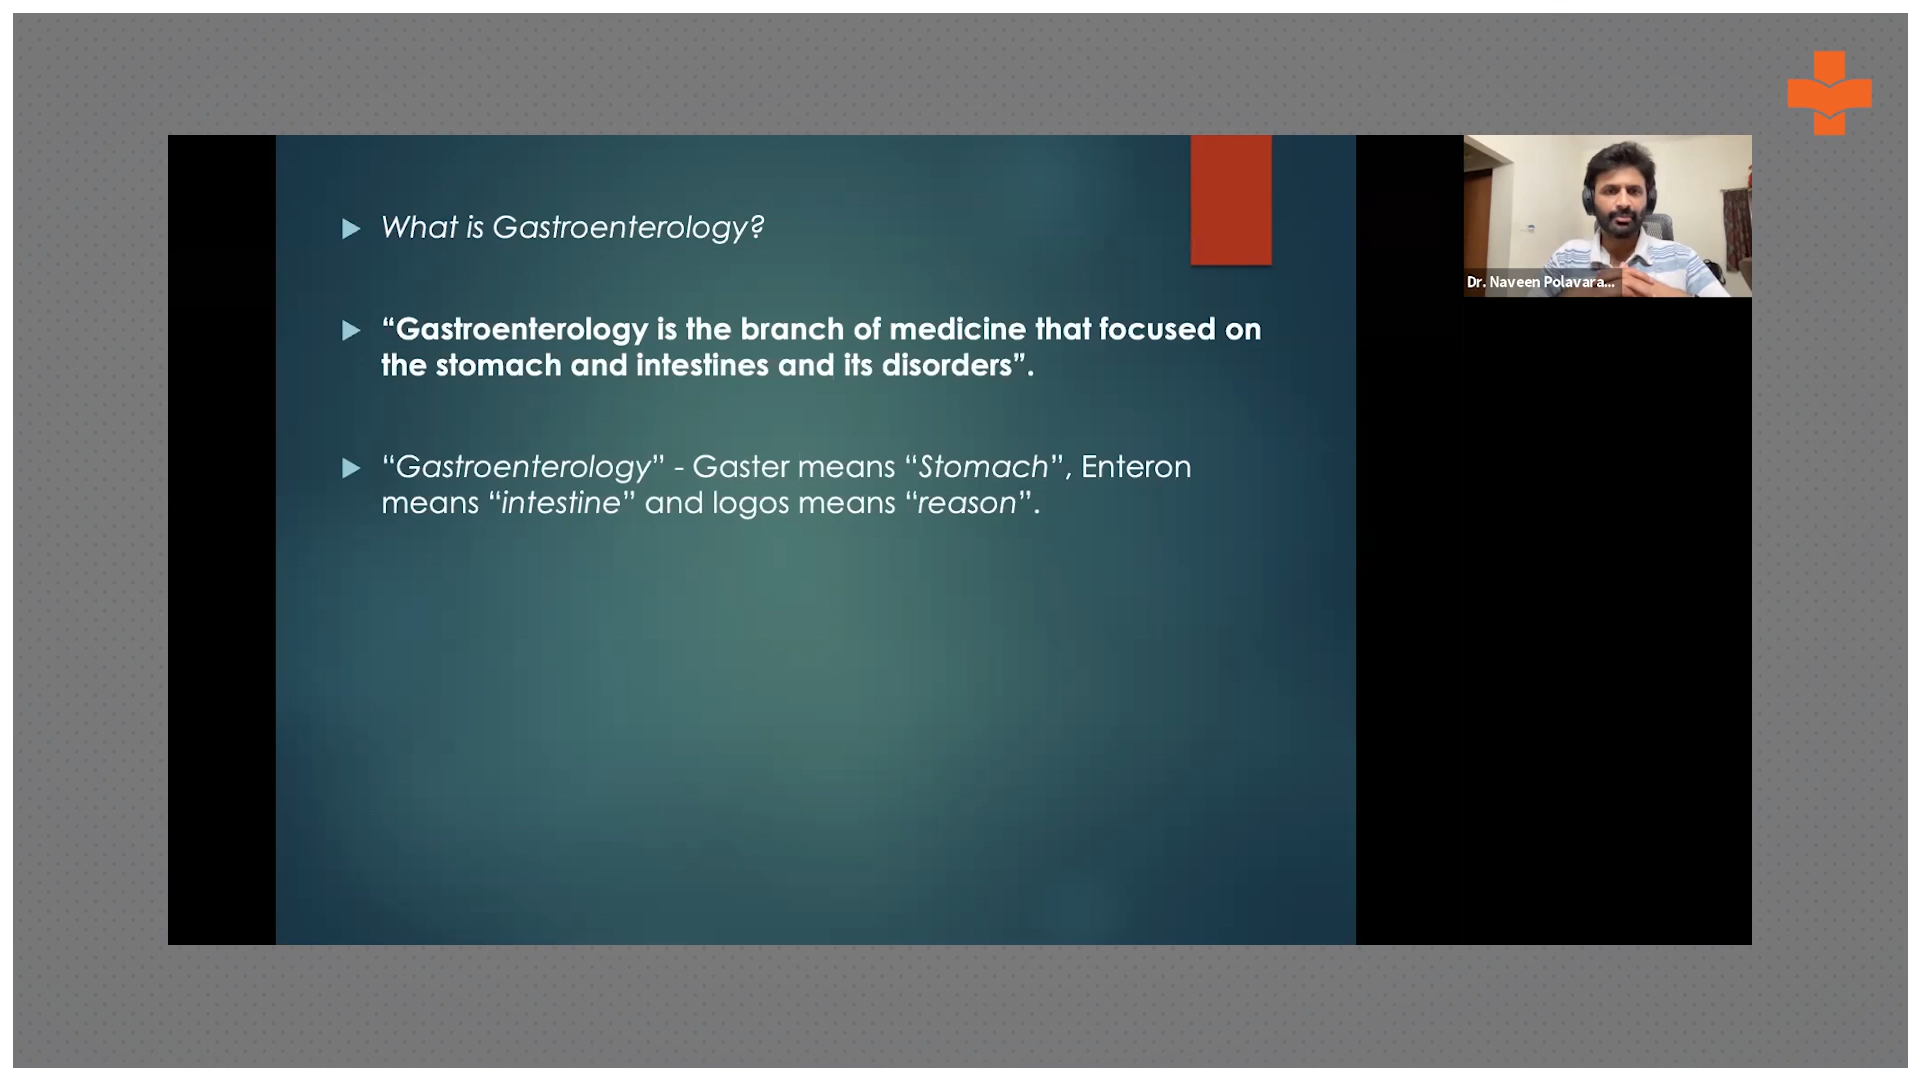 What is Gastroenterology?
“Gastroenterology is the branch of medicine that focused on
the stomach and intestines and its disorders”.
“Gastroenterology” - Gaster means “Stomach”, Enteron
means “intestine” and logos means “reason”.
Dr. Naveen Polavara...